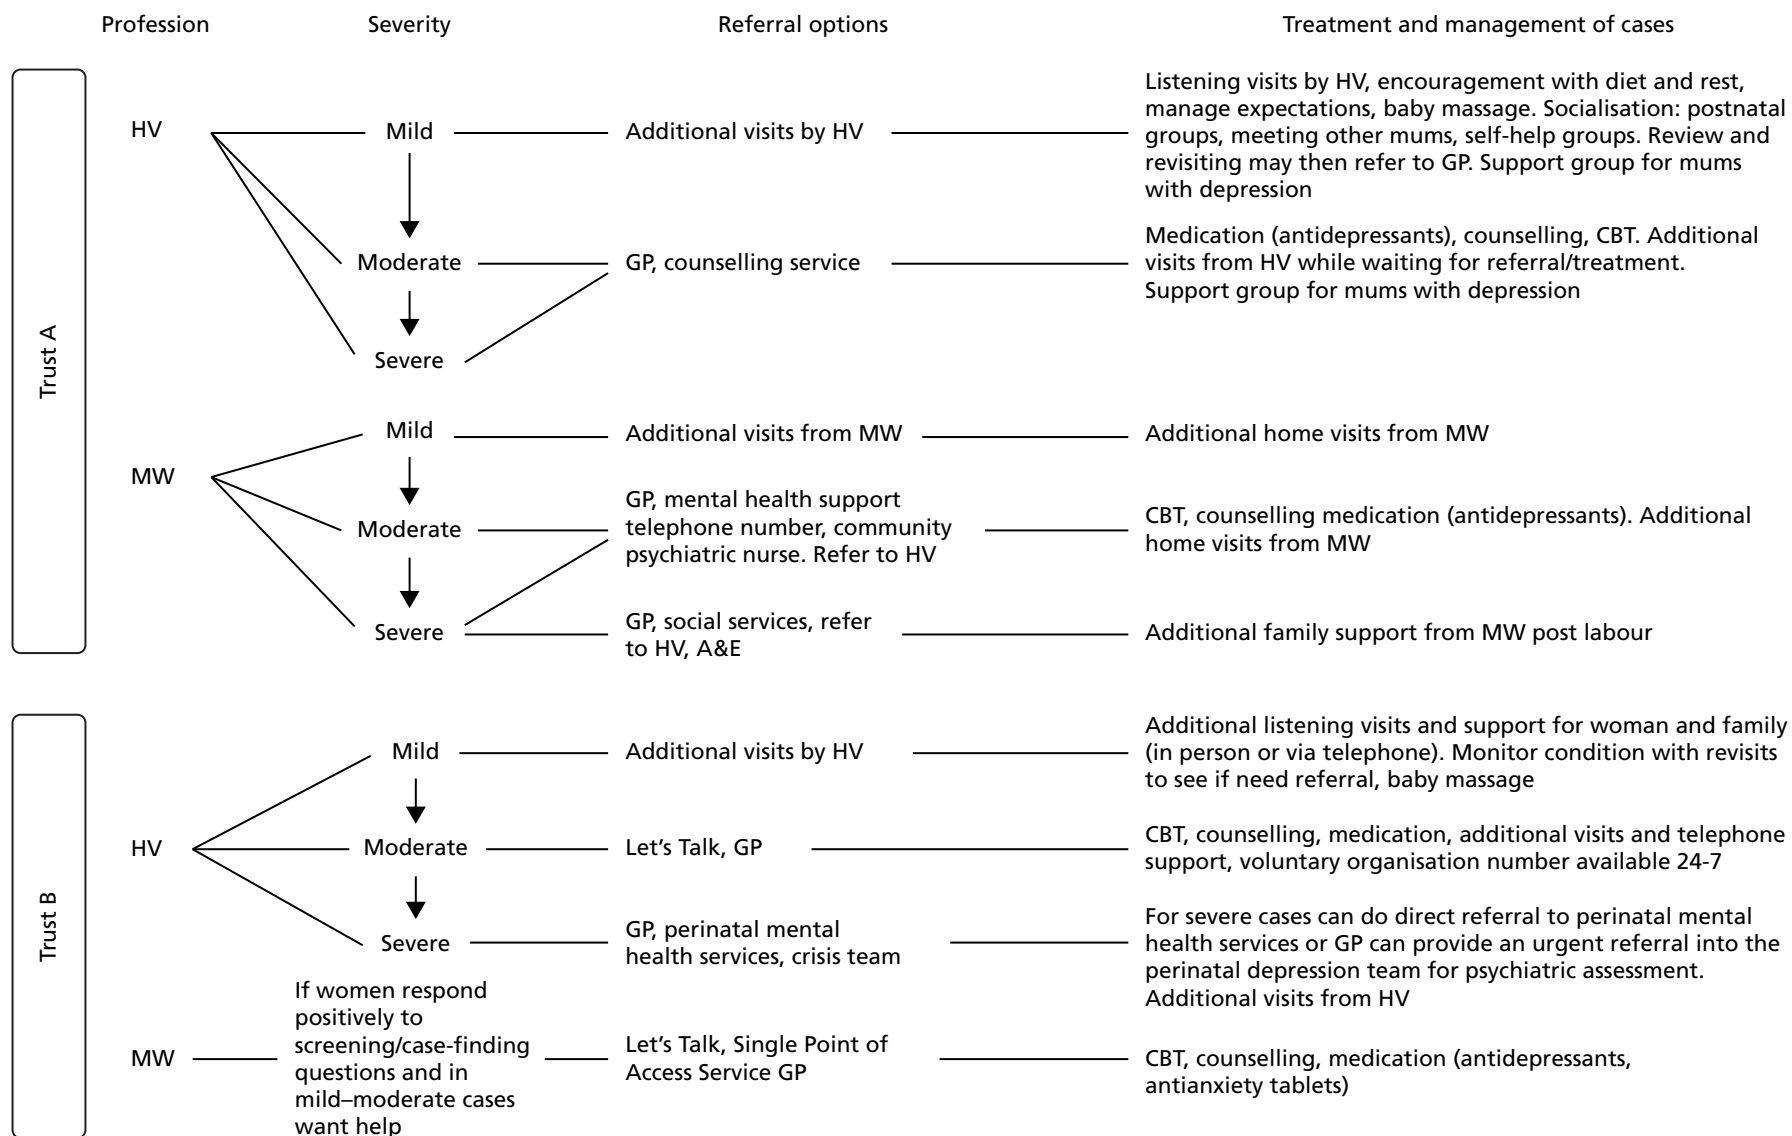 Profession
Severity
Referral options
Treatment and management of cases
Trust A
HV
Mild
Additional visits by HV
Listening visits by HV, encouragement with diet and rest,
manage expectations, baby massage. Socialisation: postnatal
groups, meeting other mums, self-help groups. Review and
revisiting may then refer to GP. Support group for mums
with depression
Moderate
GP, counselling service
Medication (antidepressants), counselling, CBT. Additional
visits from HV while waiting for referral/treatment.
Support group for mums with depression
Severe
MW
Mild
Additional visits from MW
Additional home visits from MW
Moderate
GP, mental health support
telephone number, community
psychiatric nurse. Refer to HV
CBT, counselling medication (antidepressants). Additional
home visits from MW
Severe
GP, social services, refer
to HV, A&E
Additional family support from MW post labour
Trust B
HV
Mild
Additional visits by HV
Additional listening visits and support for woman and family
(in person or via telephone). Monitor condition with revisits
to see if need referral, baby massage
Moderate
Let's Talk, GP
CBT, counselling, medication, additional visits and telephone
support, voluntary organisation number available 24-7
Severe
GP, perinatal mental
health services, crisis team
For severe cases can do direct referral to perinatal mental
health services or GP can provide an urgent referral into the
perinatal depression team for psychiatric assessment.
Additional visits from HV
MW
If women respond
positively to
screening/case-finding
questions and in
mild–moderate cases
want help
Let's Talk, Single Point of
Access Service GP
CBT, counselling, medication (antidepressants,
antianxiety tablets)